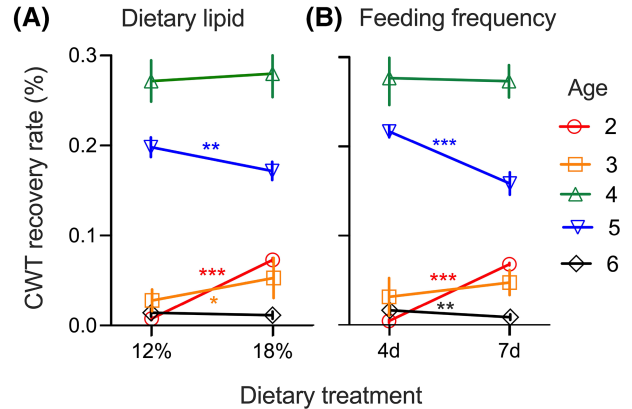 (A) Dietary lipid
(B) Feeding frequency
CWT recovery rate (%)
0.3
0.2
0.1
0.0
**
***
*
12% 18%
***
***
**
4d 7d
Dietary treatment
Age
2
3
4
5
6